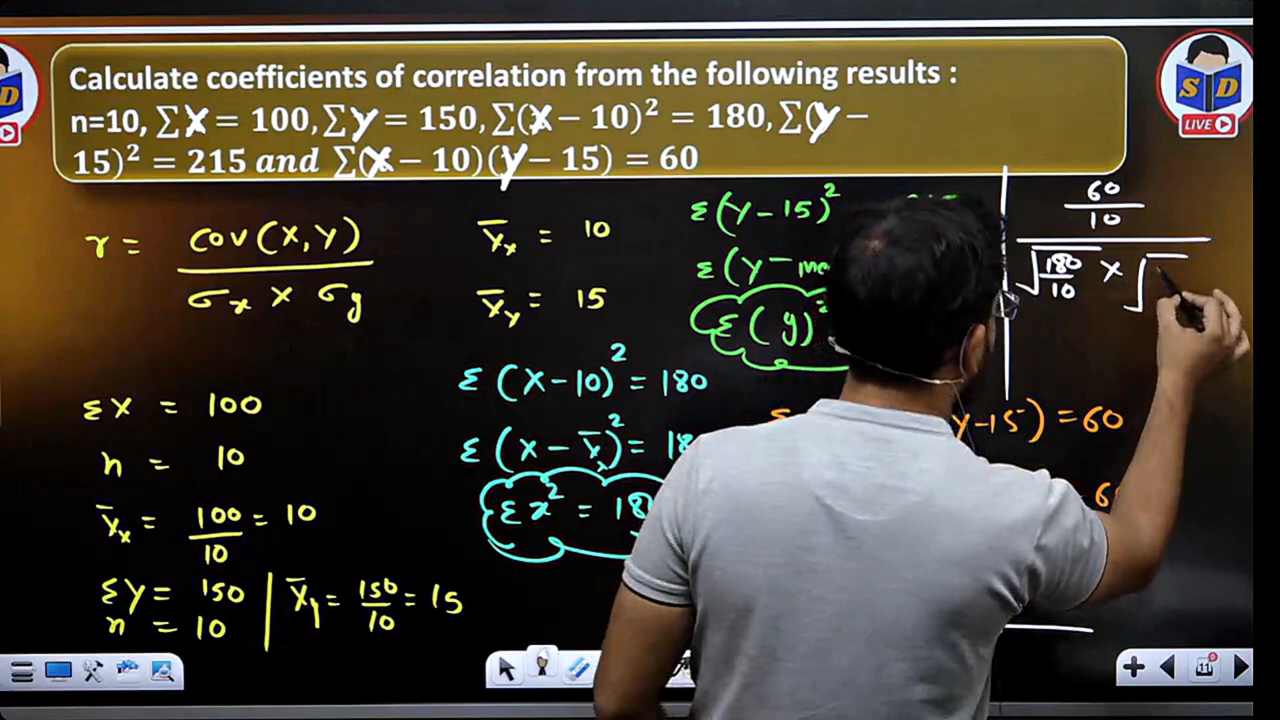 Calculate coefficients of correlation from the following results :
n=10, ∑x = 100, ∑y = 150, ∑(x − 10)² = 180, ∑(y −
15)² = 215 and ∑(x − 10)(y − 15) = 60
S D
LIVE
D
r = cov(X,Y) / σx × σy
X̄x = 10
X̄y = 15
Σx = 100
n = 10
X̄x = 100/10 = 10
Σy = 150
n = 10
X̄y = 150/10 = 15
Σ(X−10)² = 180
Σ(X−X̄)² = 18
Σx² = 18
Σ(Y−15)²
Σ(Y−
Σ(y)²
60/10
√180/10 × √
Y−15) = 60
11